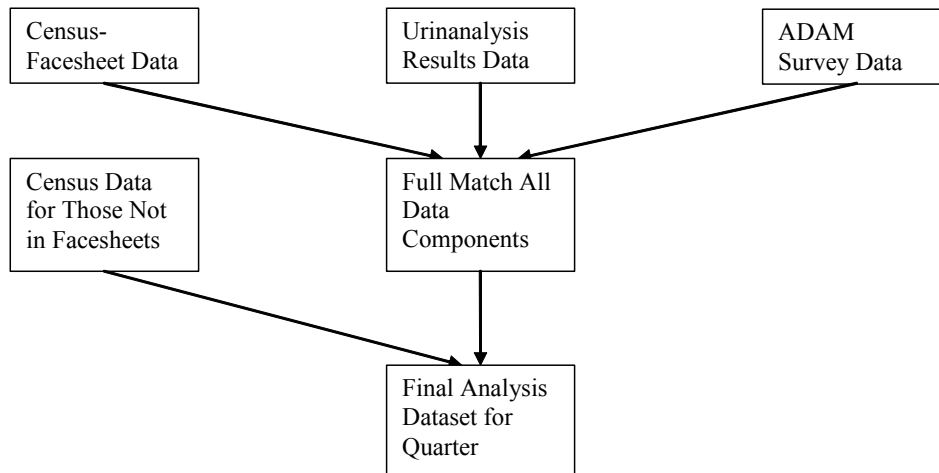 Census-
Facesheet Data
Urinanalysis
Results Data
ADAM
Survey Data
Census Data
for Those Not
in Facesheets
Full Match All
Data
Components
Final Analysis
Dataset for
Quarter